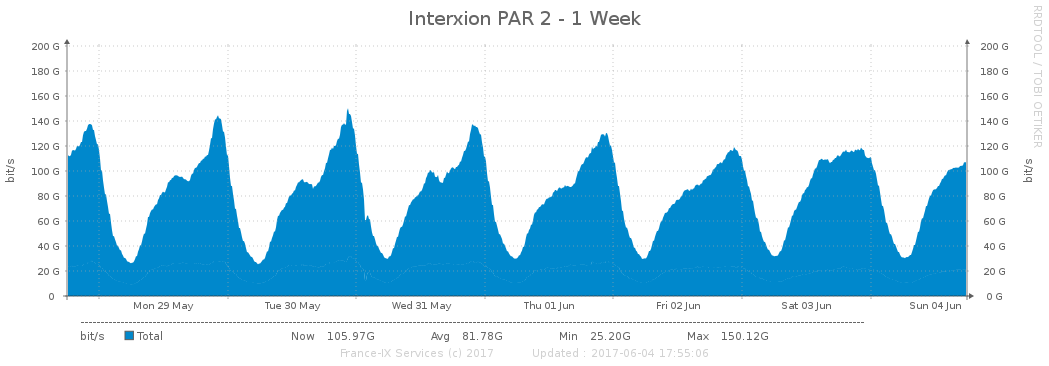 Interxion PAR 2 - 1 Week
RRDTOOL / TOBI OETIKER
200 G 200 G
180 G 180 G
160 G 160 G
140 G 140 G
120 G 120 G
100 G 100 G
80 G 80 G
60 G 60 G
40 G 40 G
20 G 20 G
0 0 G
bit/s bit/s
Mon 29 May Tue 30 May Wed 31 May Thu 01 Jun Fri 02 Jun Sat 03 Jun Sun 04 Jun
bit/s Total Now 105.97G Avg 81.78G Min 25.20G Max 150.12G
France-IX Services (c) 2017 Updated : 2017-06-04 17:55:06